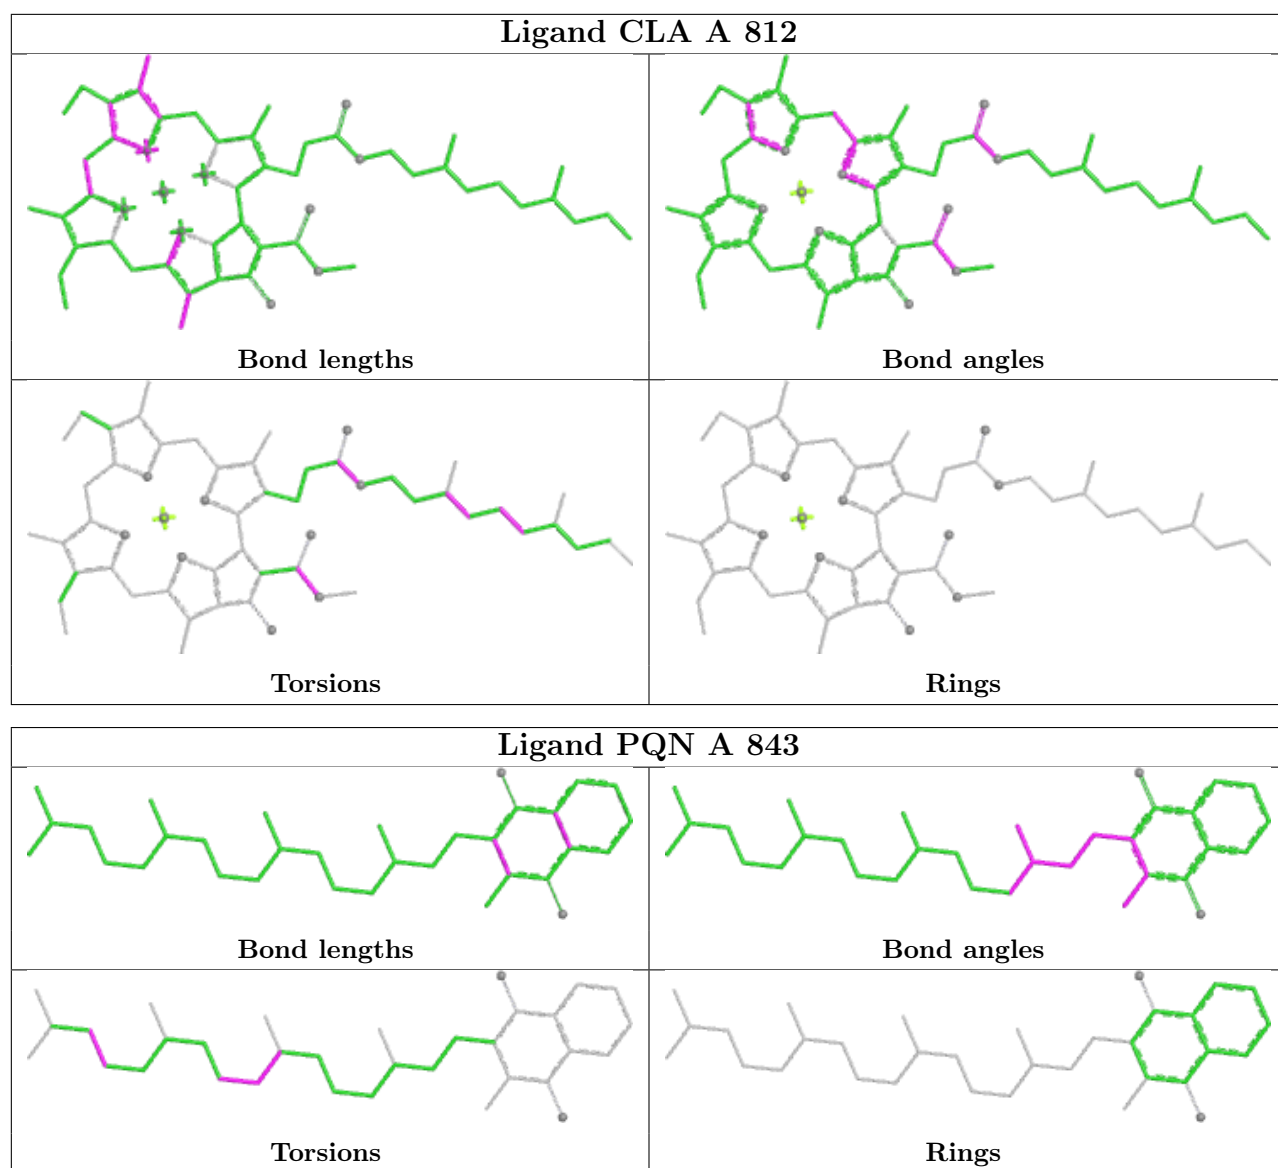 Ligand CLA A 812
Bond lengths
Bond angles
Torsions
Rings
Ligand PQN A 843
Bond lengths
Bond angles
Torsions
Rings